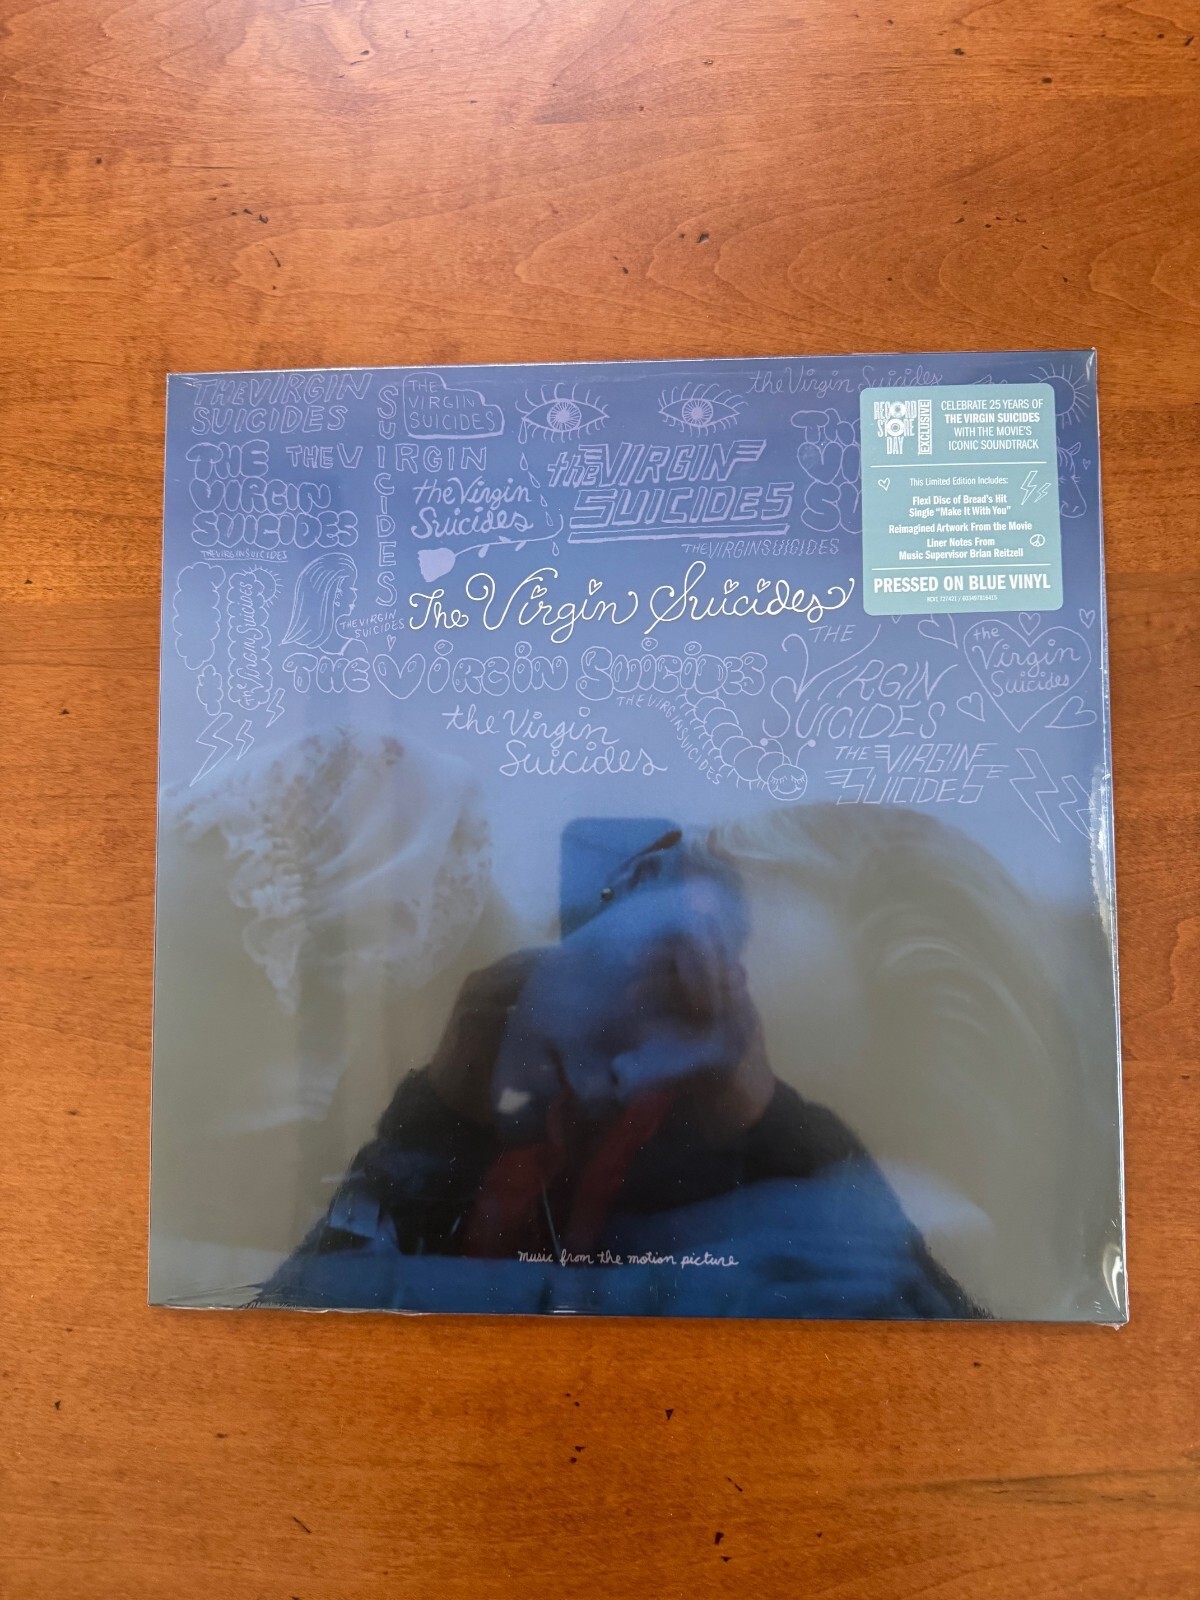 THE VIRGIN
SUICIDES
SUICIDES
THE
VIRGIN
SUICIDES
the Virgin Suicides
THE
VIRGIN
SUICIDES
THE VIRGIN
the Virgin
Suicides
the VIRGIN
SUICIDES
THE VIRGIN SUICIDES
THE VIRGIN SUICIDES
RECORD
STORE
DAY
EXCLUSIVE
CELEBRATE 25 YEARS OF
THE VIRGIN SUICIDES
WITH THE MOVIE'S
ICONIC SOUNDTRACK
This Limited Edition Includes:
Flexi Disc of Bread's Hit
Single "Make It With You"
Reimagined Artwork From the Movie
Liner Notes From
Music Supervisor Brian Reitzell
PRESSED ON BLUE VINYL
The Virgin Suicides
the Virgin Suicides
THE VIRGIN
SUICIDES
THE VIRGIN SUICIDES
THE
VIRGIN
SUICIDES
the
Virgin
Suicides
the Virgin
Suicides
THE VIRGIN SUICIDES
THE VIRGIN
SUICIDES
music from the motion picture